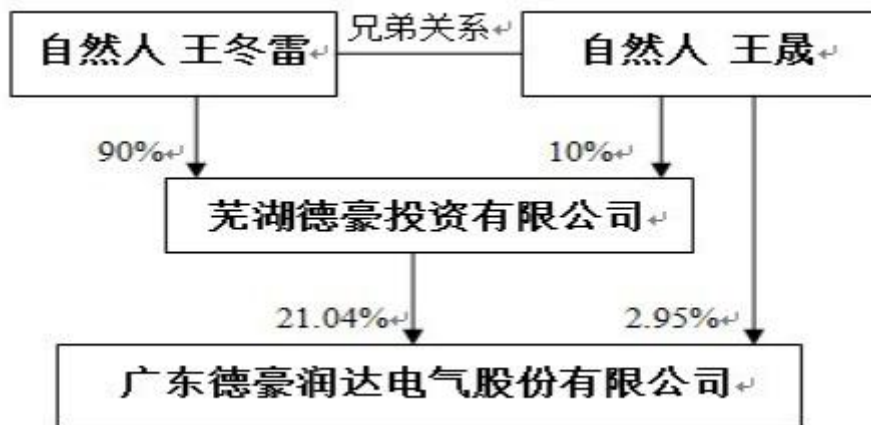 兄弟关系
自然人 王冬雷
自然人 王晟
90%
10%
芜湖德豪投资有限公司
21.04%
2.95%
广东德豪润达电气股份有限公司